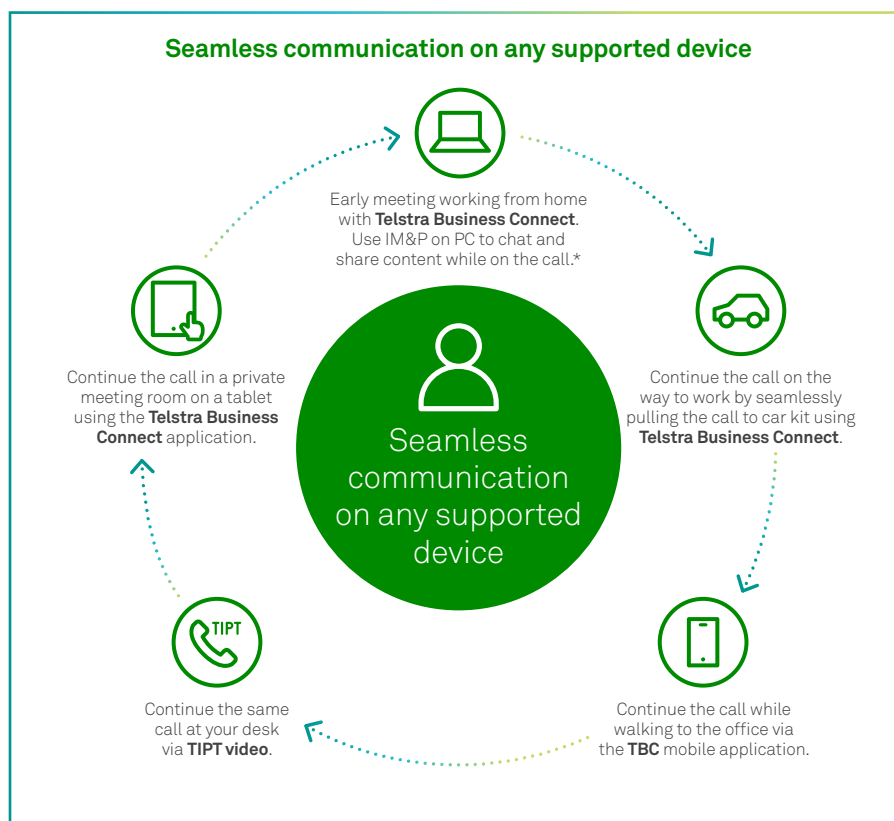 Seamless communication on any supported device
Early meeting working from home
with Telstra Business Connect.
Use IM&P on PC to chat and
share content while on the call.*
Continue the call on the
way to work by seamlessly
pulling the call to car kit using
Telstra Business Connect.
Continue the call while
walking to the office via
the TBC mobile application.
TIPT
Continue the same
call at your desk
via TIPT video.
Continue the call in a private
meeting room on a tablet
using the Telstra Business
Connect application.
Seamless
communication
on any supported
device